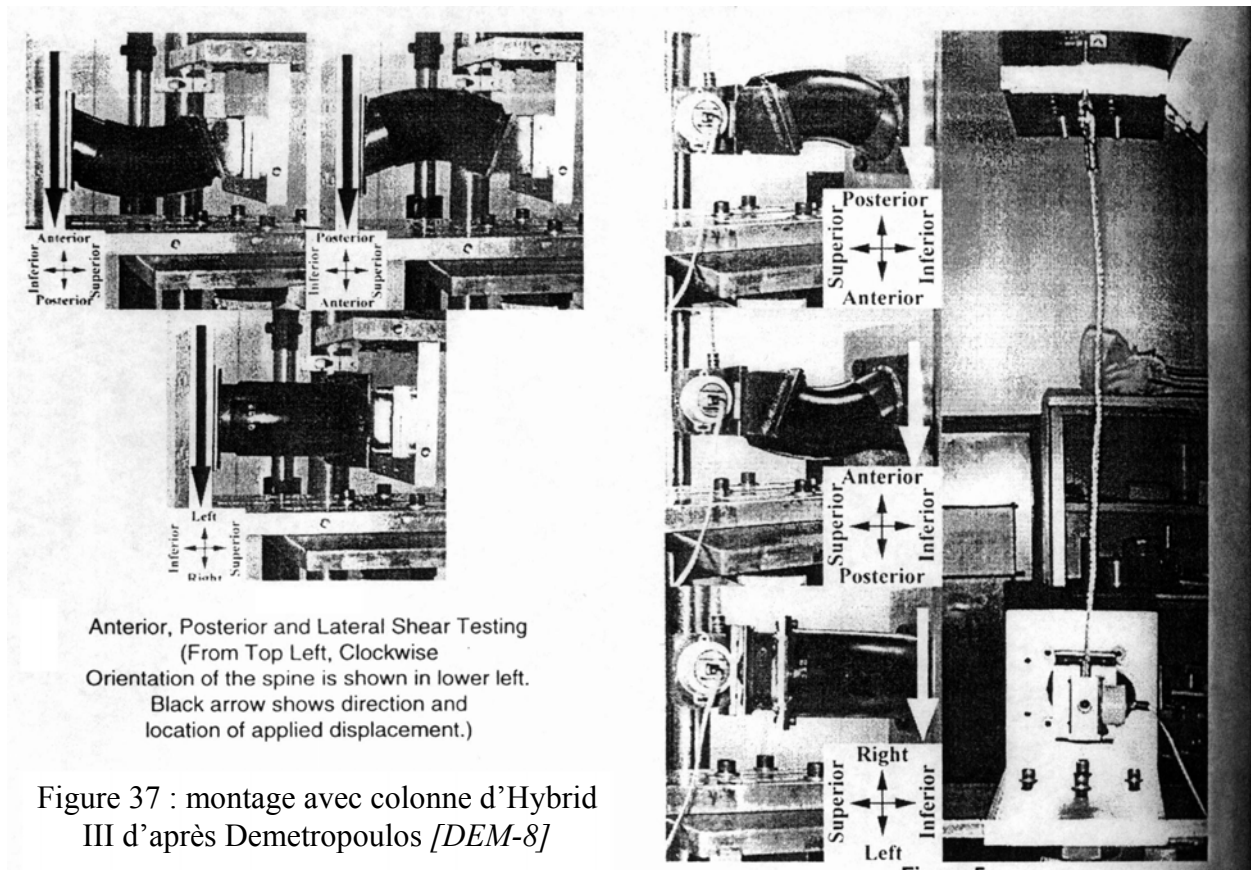 Anterior
Inferior
Superior
Posterior
Posterior
Inferior
Superior
Anterior
Left
Inferior
Superior
Right
Anterior, Posterior and Lateral Shear Testing
(From Top Left, Clockwise
Orientation of the spine is shown in lower left.
Black arrow shows direction and
location of applied displacement.)
Figure 37 : montage avec colonne d’Hybrid
III d’après Demetropoulos [DEM-8]
Posterior
Superior
Inferior
Anterior
Anterior
Superior
Inferior
Posterior
Right
Superior
Inferior
Left